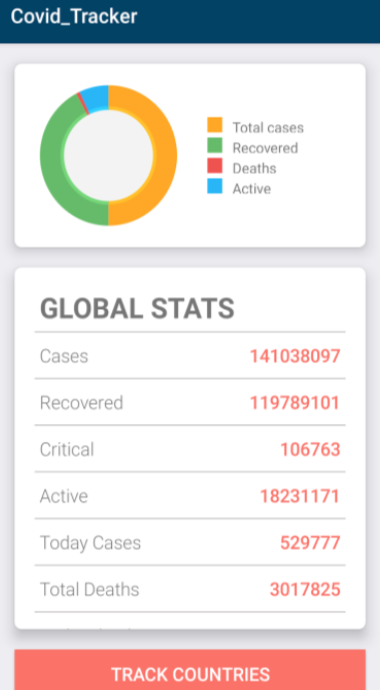 Covid_Tracker
Total cases
Recovered
Deaths
Active
GLOBAL STATS
Cases 141038097
Recovered 119789101
Critical 106763
Active 18231171
Today Cases 529777
Total Deaths 3017825
TRACK COUNTRIES